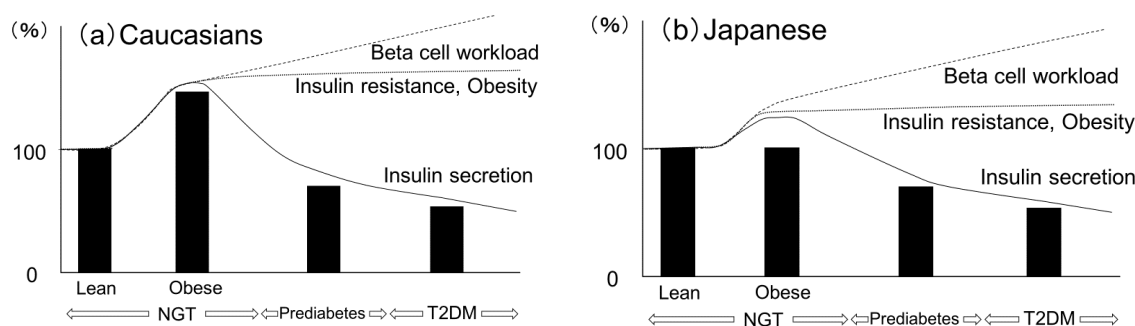 (%)
(a) Caucasians
Beta cell workload
Insulin resistance, Obesity
100
Insulin secretion
0
Lean
Obese
NGT
Prediabetes
T2DM
(%)
(b) Japanese
Beta cell workload
Insulin resistance, Obesity
100
Insulin secretion
0
Lean
Obese
NGT
Prediabetes
T2DM